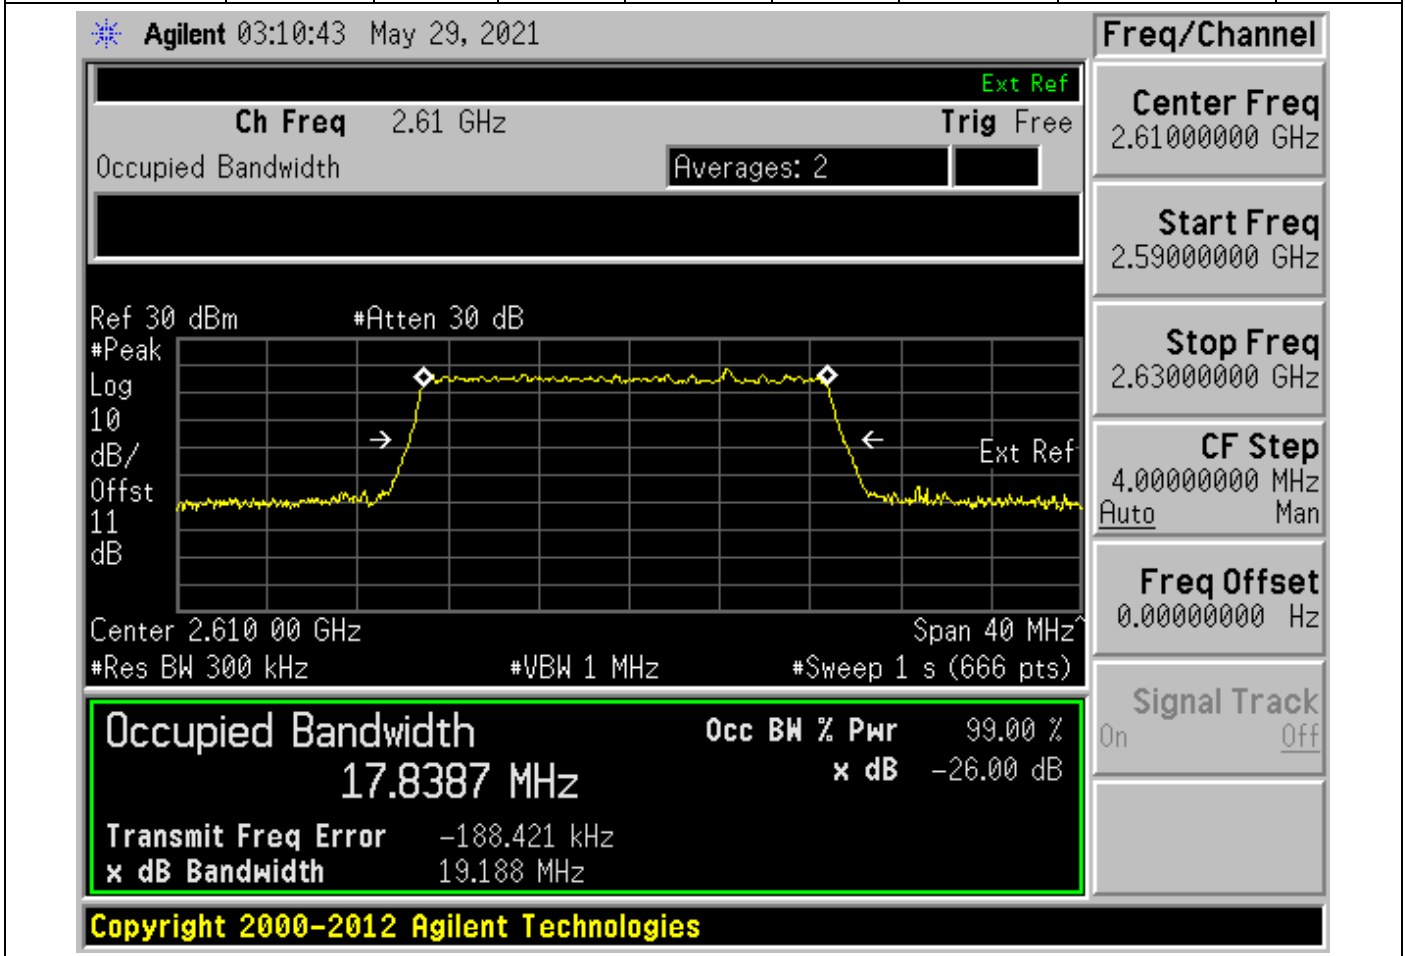 Agilent 03:10:43 May 29, 2021
Freq/Channel
Ext Ref
Ch Freq 2.61 GHz Trig Free
Occupied Bandwidth Averages: 2
Ref 30 dBm #Atten 30 dB
#Peak
Log
10
dB/
Offst
11
dB
Ext Ref
Center 2.610 00 GHz Span 40 MHz^
#Res BW 300 kHz #VBW 1 MHz #Sweep 1 s (666 pts)
Occupied Bandwidth
17.8387 MHz
Occ BW % Pwr 99.00 %
x dB -26.00 dB
Transmit Freq Error -188.421 kHz
x dB Bandwidth 19.188 MHz
Center Freq
2.61000000 GHz
Start Freq
2.59000000 GHz
Stop Freq
2.63000000 GHz
CF Step
4.00000000 MHz
Auto Man
Freq Offset
0.00000000 Hz
Signal Track
On Off
Copyright 2000-2012 Agilent Technologies